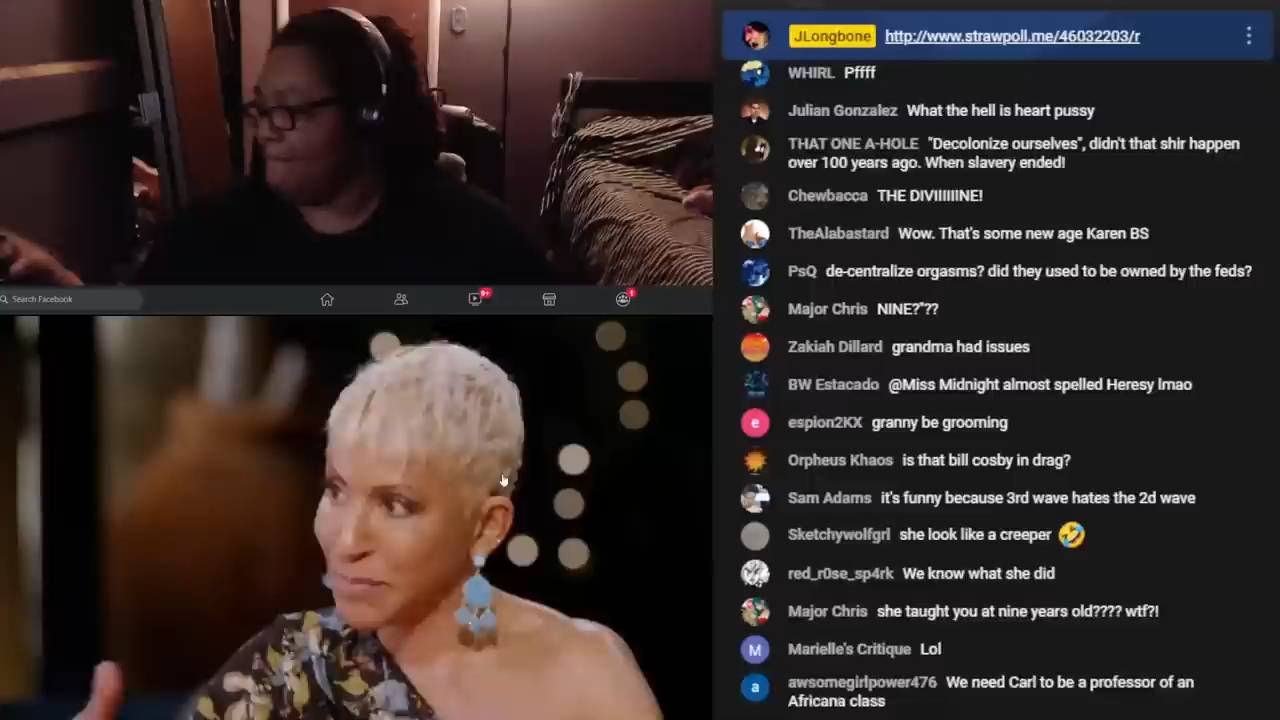 JLongbone http://www.strawpoll.me/46032203/r
WHIRL Pffff
Julian Gonzalez What the hell is heart pussy
THAT ONE A-HOLE "Decolonize ourselves", didn't that shir happen
over 100 years ago. When slavery ended!
Chewbacca THE DIVIIIIIINE!
TheAlabastard Wow. That's some new age Karen BS
PsQ de-centralize orgasms? did they used to be owned by the feds?
Major Chris NINE?"??
Zakiah Dillard grandma had issues
BW Estacado @Miss Midnight almost spelled Heresy lmao
e espion2KX granny be grooming
Orpheus Khaos is that bill cosby in drag?
Sam Adams it's funny because 3rd wave hates the 2d wave
Sketchywolfgrl she look like a creeper 🤣
red_r0se_sp4rk We know what she did
Major Chris she taught you at nine years old???? wtf?!
M Marielle's Critique Lol
a awsomegirlpower476 We need Carl to be a professor of an
Africana class
Search Facebook
9+
1